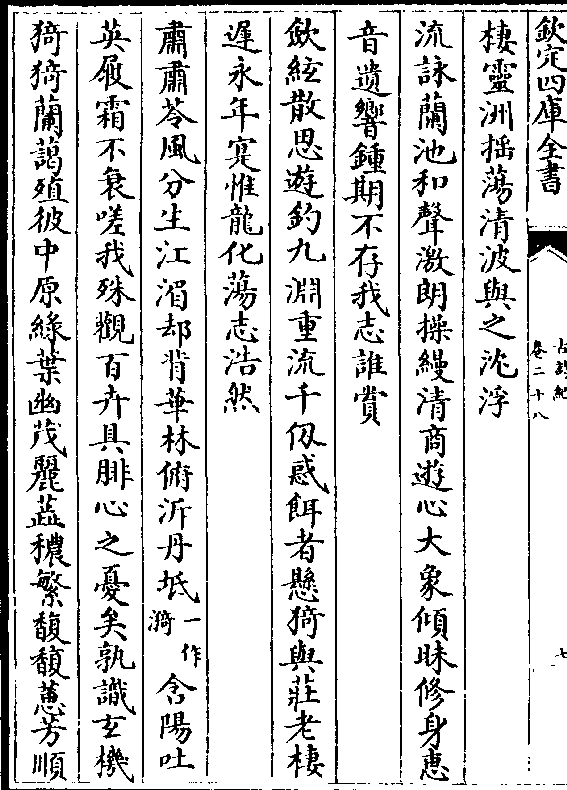 欽定四庫全書
古詩紀
卷二十八
七
棲靈洲揺蕩清波與之沈浮
流詠蘭池和聲激朗操縵清商遊心大象傾昧修身惠
音遗響鍾期不存我志誰賞
欽絃散思遊釣九淵重流千仭惑餌者懸猗與莊老棲
遲永年寔惟龍化蕩志浩然
肅肅苓風分生江湄却背華林俯泝丹坻一作漪含陽吐
英履霜不衰嗟我殊觀百卉具腓心之憂矣孰識玄機
猗猗蘭藹殖彼中原綠葉幽茂麗蘂穠繁馥馥蕙芳順